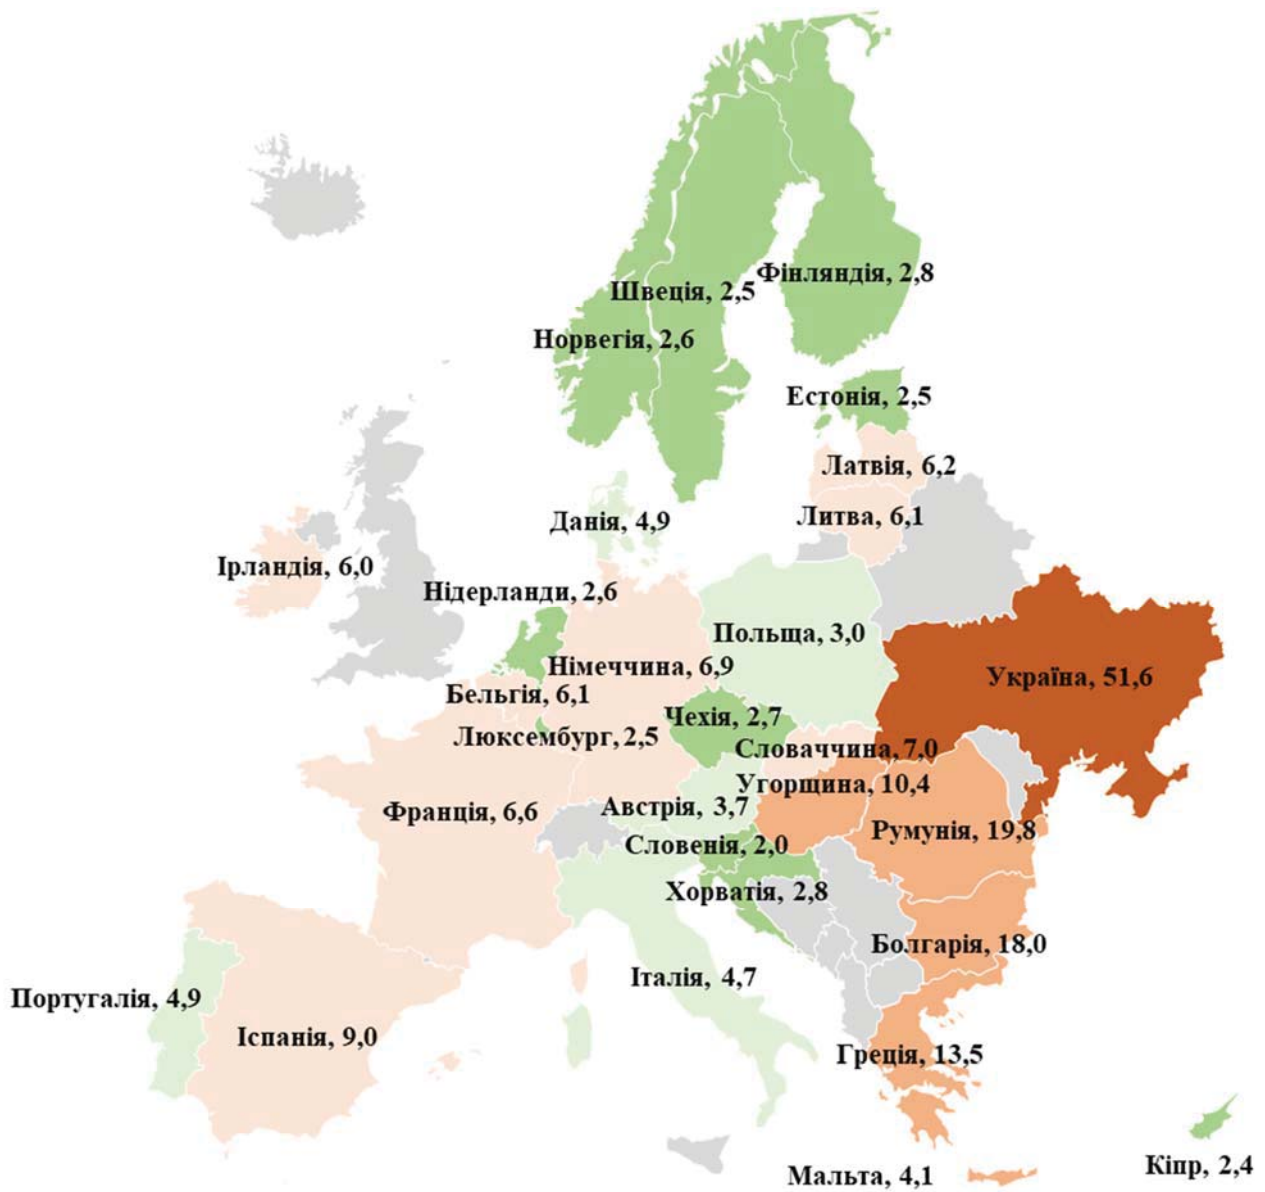 Фінляндія, 2,8
Швеція, 2,5
Норвегія, 2,6
Естонія, 2,5
Латвія, 6,2
Литва, 6,1
Данія, 4,9
Ірландія, 6,0
Нідерланди, 2,6
Польща, 3,0
Німеччина, 6,9
Україна, 51,6
Бельгія, 6,1
Чехія, 2,7
Люксембург, 2,5
Словаччина, 7,0
Угорщина, 10,4
Австрія, 3,7
Франція, 6,6
Румунія, 19,8
Словенія, 2,0
Хорватія, 2,8
Болгарія, 18,0
Італія, 4,7
Португалія, 4,9
Іспанія, 9,0
Греція, 13,5
Кіпр, 2,4
Мальта, 4,1